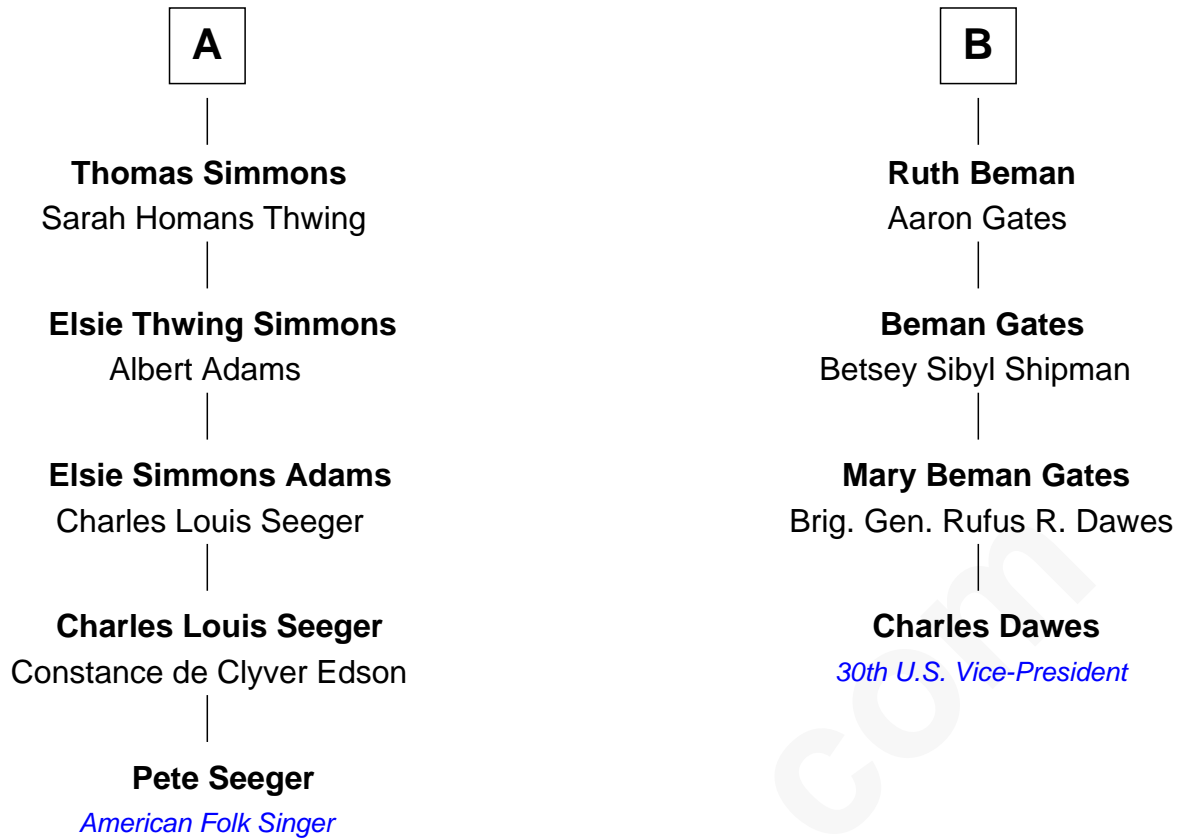 A
Thomas Simmons
Sarah Homans Thwing
Elsie Thwing Simmons
Albert Adams
Elsie Simmons Adams
Charles Louis Seeger
Charles Louis Seeger
Constance de Clyver Edson
Pete Seeger
American Folk Singer
B
Ruth Beman
Aaron Gates
Beman Gates
Betsey Sibyl Shipman
Mary Beman Gates
Brig. Gen. Rufus R. Dawes
Charles Dawes
30th U.S. Vice-President
com